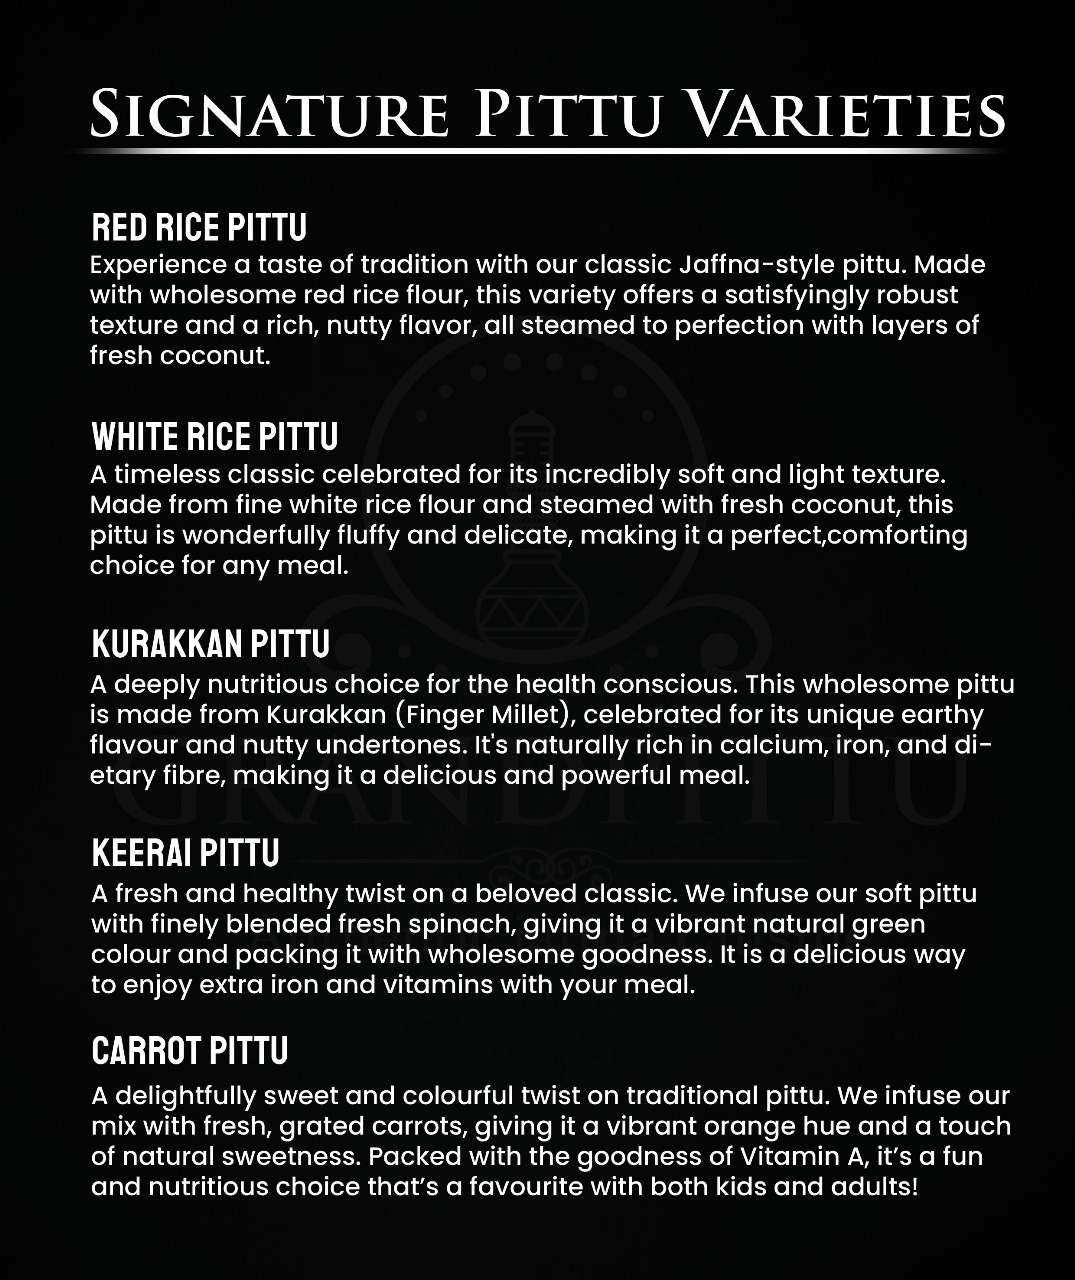 Signature Pittu Varieties
RED RICE PITTU
Experience a taste of tradition with our classic Jaffna-style pittu. Made
with wholesome red rice flour, this variety offers a satisfyingly robust
texture and a rich, nutty flavor, all steamed to perfection with layers of
fresh coconut.
WHITE RICE PITTU
A timeless classic celebrated for its incredibly soft and light texture.
Made from fine white rice flour and steamed with fresh coconut, this
pittu is wonderfully fluffy and delicate, making it a perfect,comforting
choice for any meal.
KURAKKAN PITTU
A deeply nutritious choice for the health conscious. This wholesome pittu
is made from Kurakkan (Finger Millet), celebrated for its unique earthy
flavour and nutty undertones. It's naturally rich in calcium, iron, and di-
etary fibre, making it a delicious and powerful meal.
GRANDPITTU
KEERAI PITTU
A fresh and healthy twist on a beloved classic. We infuse our soft pittu
with finely blended fresh spinach, giving it a vibrant natural green
colour and packing it with wholesome goodness. It is a delicious way
to enjoy extra iron and vitamins with your meal.
CARROT PITTU
A delightfully sweet and colourful twist on traditional pittu. We infuse our
mix with fresh, grated carrots, giving it a vibrant orange hue and a touch
of natural sweetness. Packed with the goodness of Vitamin A, it’s a fun
and nutritious choice that’s a favourite with both kids and adults!